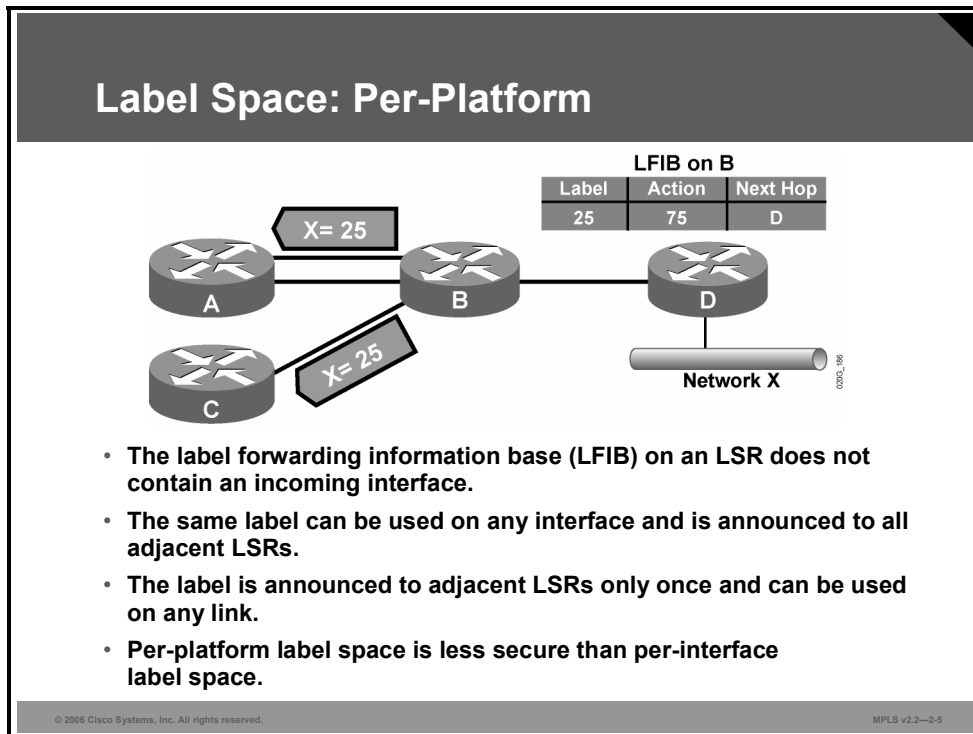 Label Space: Per-Platform
LFIB on B
Label Action Next Hop
25 75 D
X= 25
A
B
D
X= 25
C
Network X
020G_186
• The label forwarding information base (LFIB) on an LSR does not
contain an incoming interface.
• The same label can be used on any interface and is announced to all
adjacent LSRs.
• The label is announced to adjacent LSRs only once and can be used
on any link.
• Per-platform label space is less secure than per-interface
label space.
© 2006 Cisco Systems, Inc. All rights reserved.
MPLS v2.2—2-5